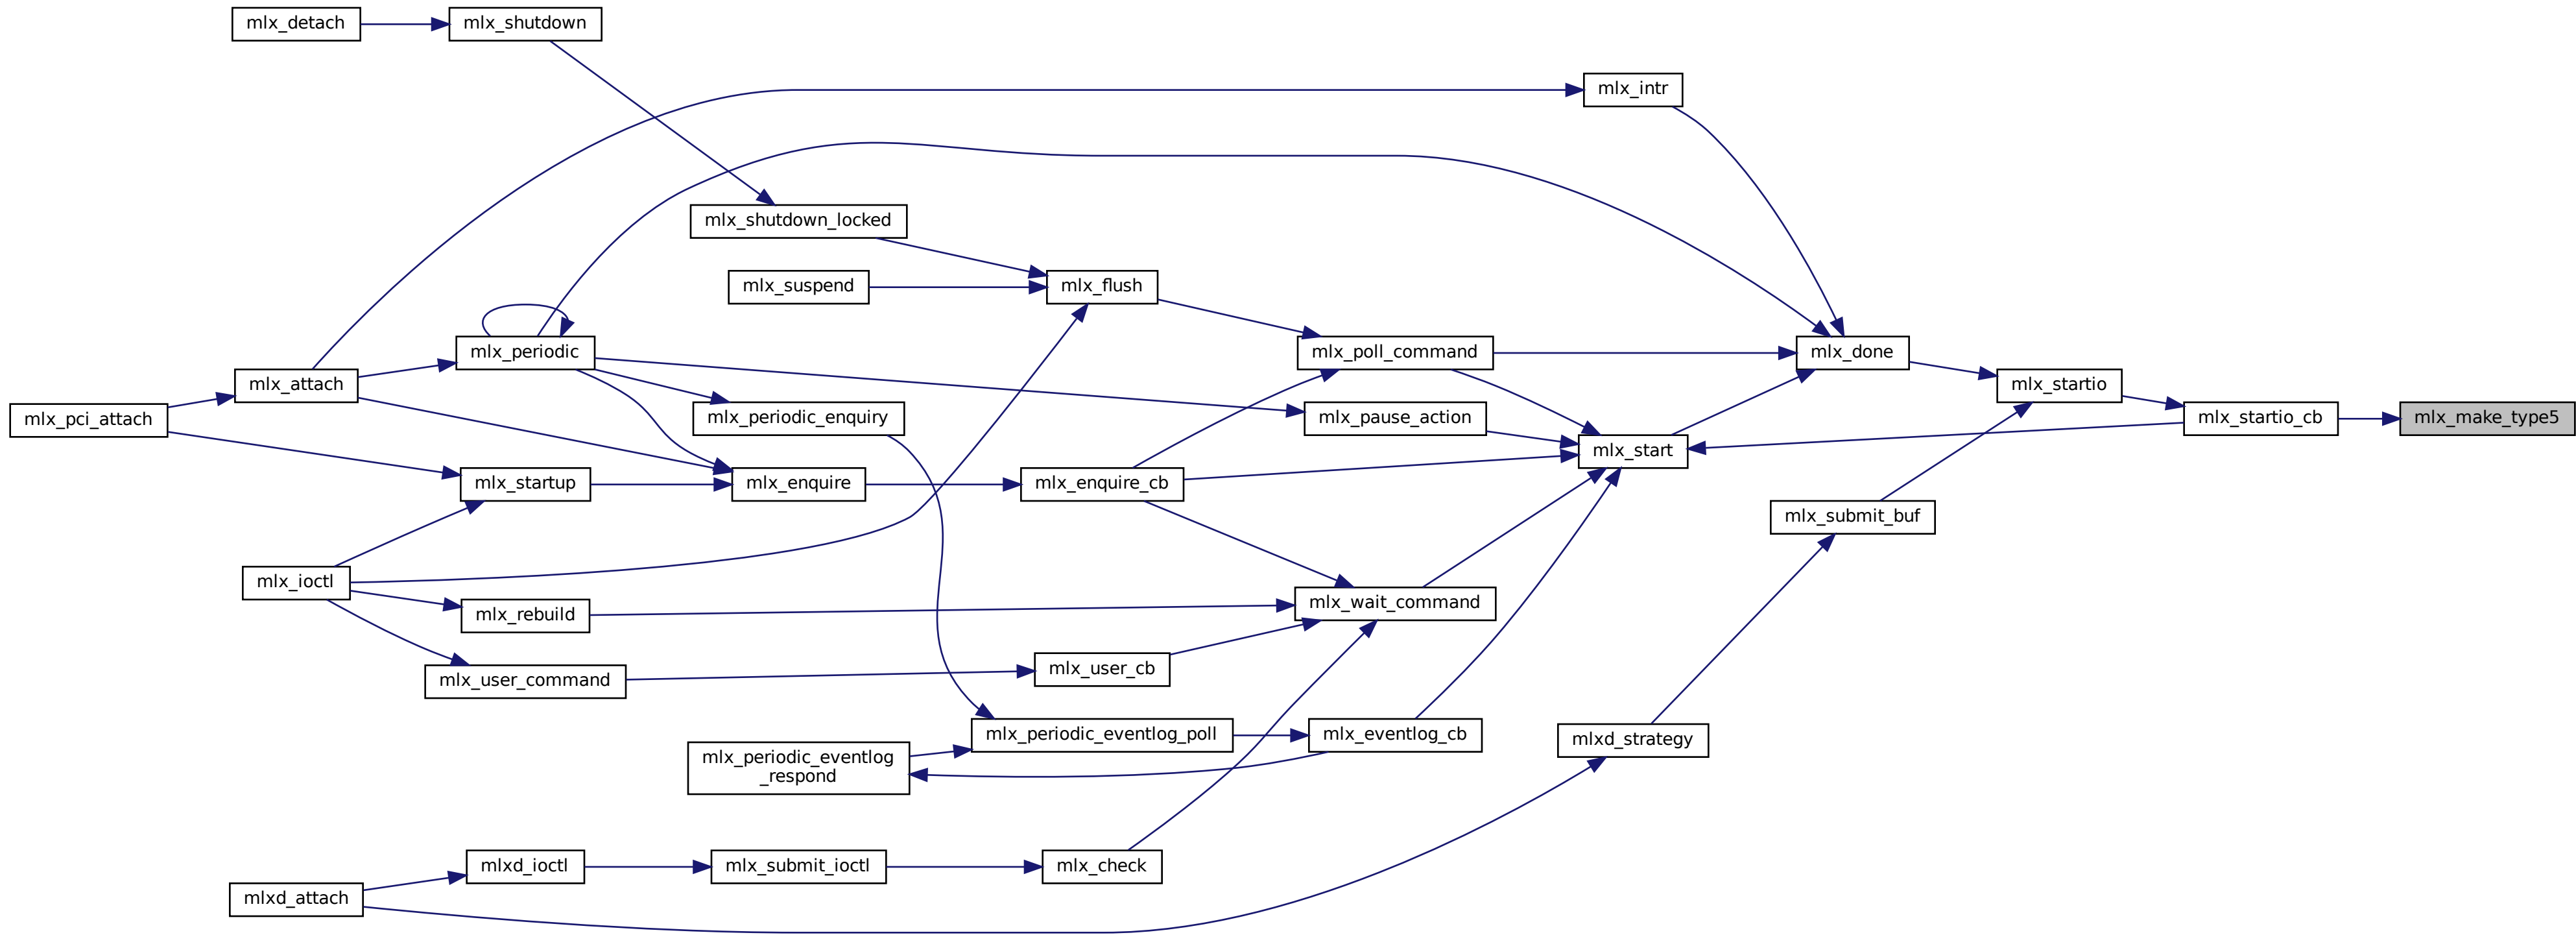 mlx_detach
mlx_shutdown
mlx_intr
mlx_shutdown_locked
mlx_suspend
mlx_flush
mlx_periodic
mlx_poll_command
mlx_done
mlx_attach
mlx_startio
mlx_pci_attach
mlx_periodic_enquiry
mlx_pause_action
mlx_startio_cb
mlx_make_type5
mlx_start
mlx_startup
mlx_enquire
mlx_enquire_cb
mlx_submit_buf
mlx_ioctl
mlx_rebuild
mlx_wait_command
mlx_user_command
mlx_user_cb
mlx_periodic_eventlog_poll
mlx_eventlog_cb
mlxd_strategy
mlx_periodic_eventlog
_respond
mlxd_ioctl
mlx_submit_ioctl
mlx_check
mlxd_attach